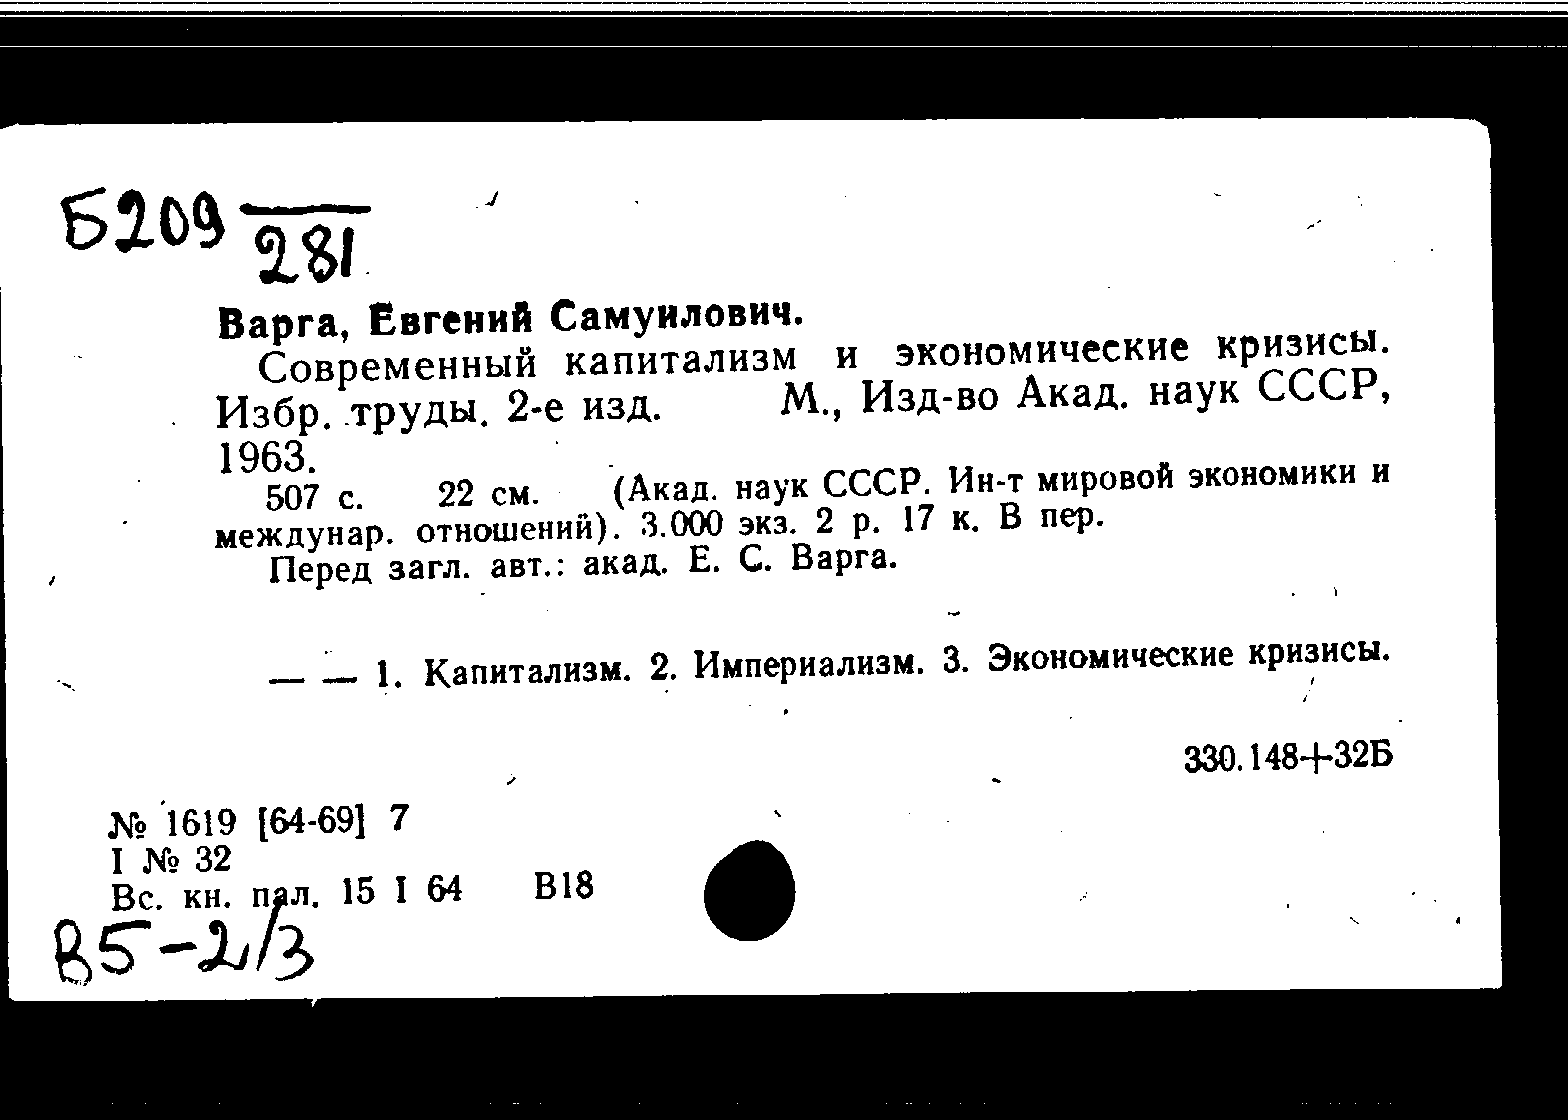 Б209
281
Варга, Евгений Самуилович.
Современный капитализм и экономические кризисы.
Избр. труды. 2-е изд. М., Изд-во Акад. наук СССР,
1963.
507 с. 22 см. (Акад. наук СССР. Ин-т мировой экономики и
междунар. отношений). 3.000 экз. 2 р. 17 к. В пер.
Перед загл. авт.: акад. Е. С. Варга.
— — 1. Капитализм. 2. Империализм. 3. Экономические кризисы.
330.148+32Б
№ 1619 [64-69] 7
I № 32
Вс. кн. пал. 15 I 64 В18
В5-2/3